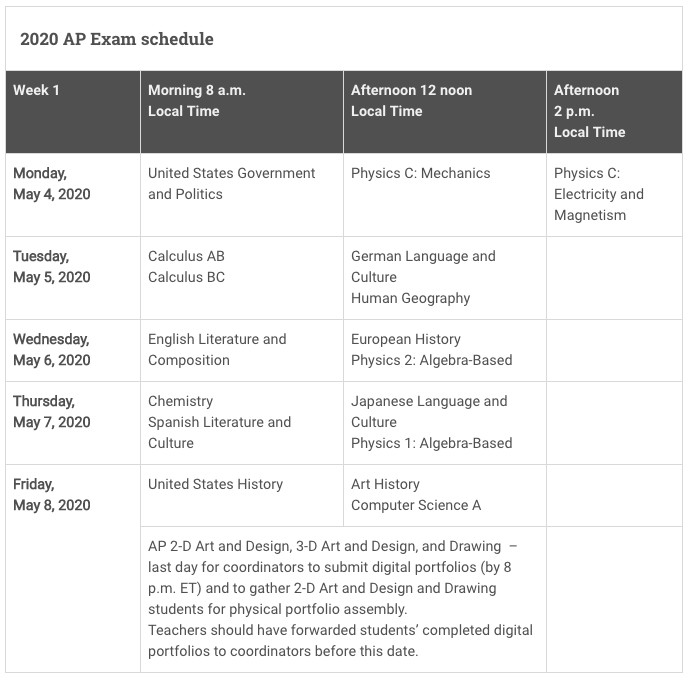 2020 AP Exam schedule
Week 1
Morning 8 a.m.
Local Time
Afternoon 12 noon
Local Time
Afternoon
2 p.m.
Local Time
Monday,
May 4, 2020
United States Government
and Politics
Physics C: Mechanics
Physics C:
Electricity and
Magnetism
Tuesday,
May 5, 2020
Calculus AB
Calculus BC
German Language and
Culture
Human Geography
Wednesday,
May 6, 2020
English Literature and
Composition
European History
Physics 2: Algebra-Based
Thursday,
May 7, 2020
Chemistry
Spanish Literature and
Culture
Japanese Language and
Culture
Physics 1: Algebra-Based
Friday,
May 8, 2020
United States History
Art History
Computer Science A
AP 2-D Art and Design, 3-D Art and Design, and Drawing –
last day for coordinators to submit digital portfolios (by 8
p.m. ET) and to gather 2-D Art and Design and Drawing
students for physical portfolio assembly.
Teachers should have forwarded students’ completed digital
portfolios to coordinators before this date.